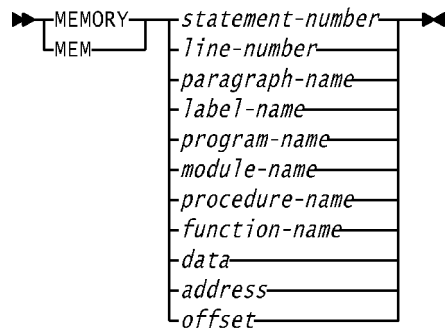 MEMORY statement-number
MEM line-number
paragraph-name
label-name
program-name
module-name
procedure-name
function-name
data
address
offset